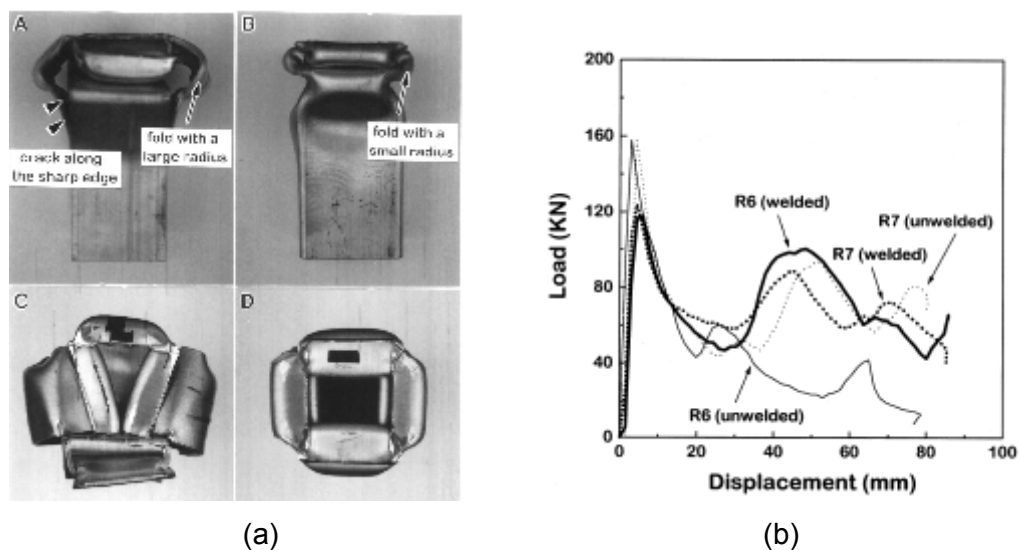 A
B
crack along
the sharp edge
fold with a
large radius
fold with a
small radius
C
D
(a)
Load (KN)
200
160
120
80
40
0
R6 (welded)
R7 (unwelded)
R7 (welded)
R6 (unwelded)
0 20 40 60 80 100
Displacement (mm)
(b)